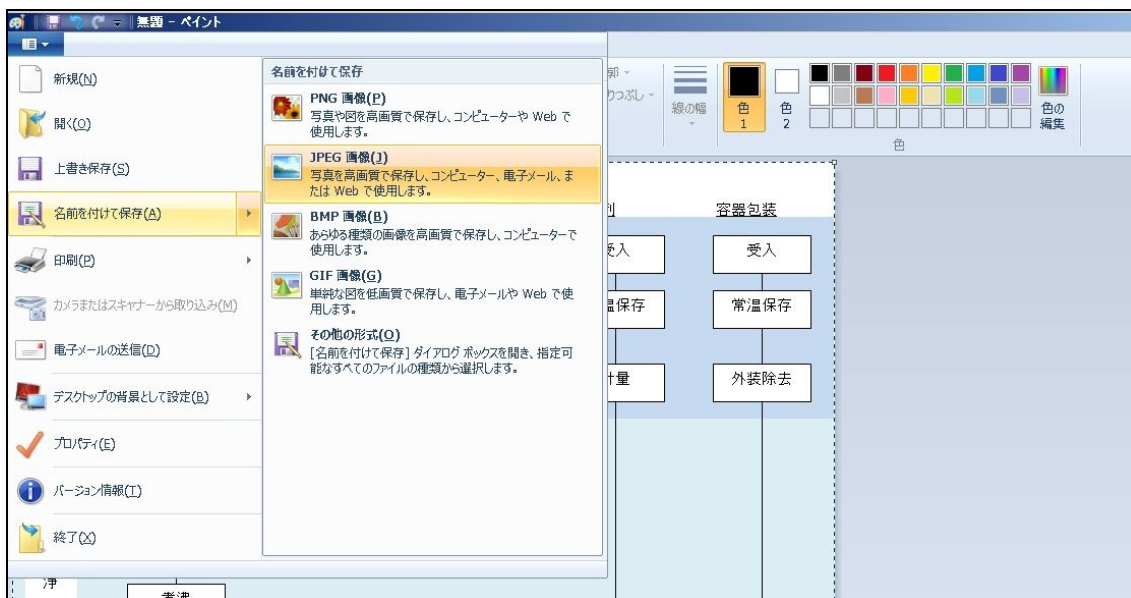 無題 - ペイント
新規(N)
開く(O)
上書き保存(S)
名前を付けて保存(A)
印刷(P)
カメラまたはスキャナーから取り込み(M)
電子メールの送信(D)
デスクトップの背景として設定(B)
プロパティ(E)
バージョン情報(T)
終了(X)
名前を付けて保存
PNG 画像(P)
写真や図を高画質で保存し、コンピューターや Web で
使用します。
JPEG 画像(J)
写真を高画質で保存し、コンピューター、電子メール、ま
たは Web で使用します。
BMP 画像(B)
あらゆる種類の画像を高画質で保存し、コンピューターで
使用します。
GIF 画像(G)
単純な図を低画質で保存し、電子メールや Web で使
用します。
その他の形式(O)
[名前を付けて保存] ダイアログ ボックスを開き、指定可
能なすべてのファイルの種類から選択します。
線の幅
色
1
色
2
色の
編集
色
容器包装
受入
常温保存
外装除去
温保存